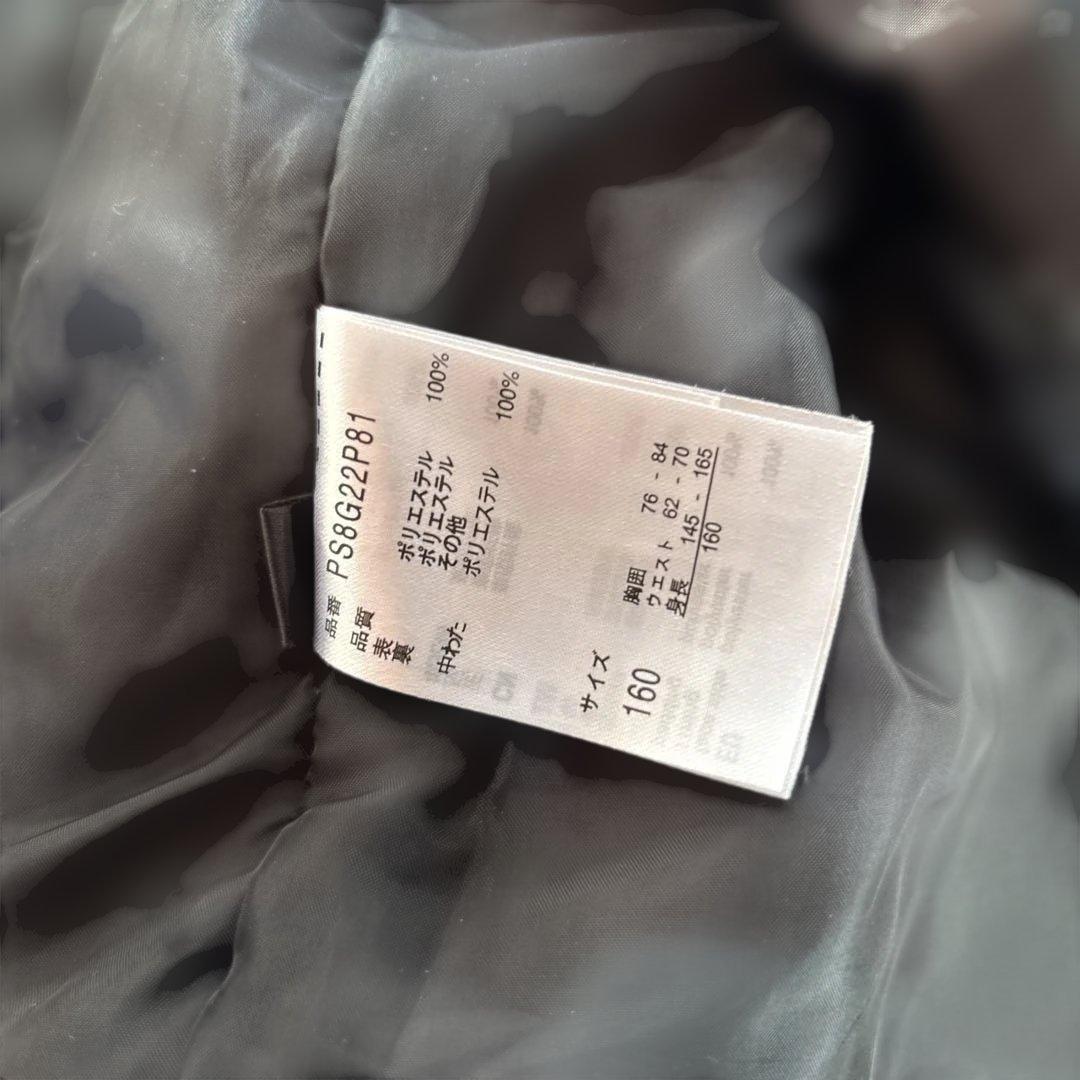 品番 PS8G22P81
品質
表 ポリエステル 100%
裏 ポリエステル
その他
中わた ポリエステル 100%
サイズ
胸囲 76 - 84
160 ウエスト 62 - 70
身長 145 - 165
160